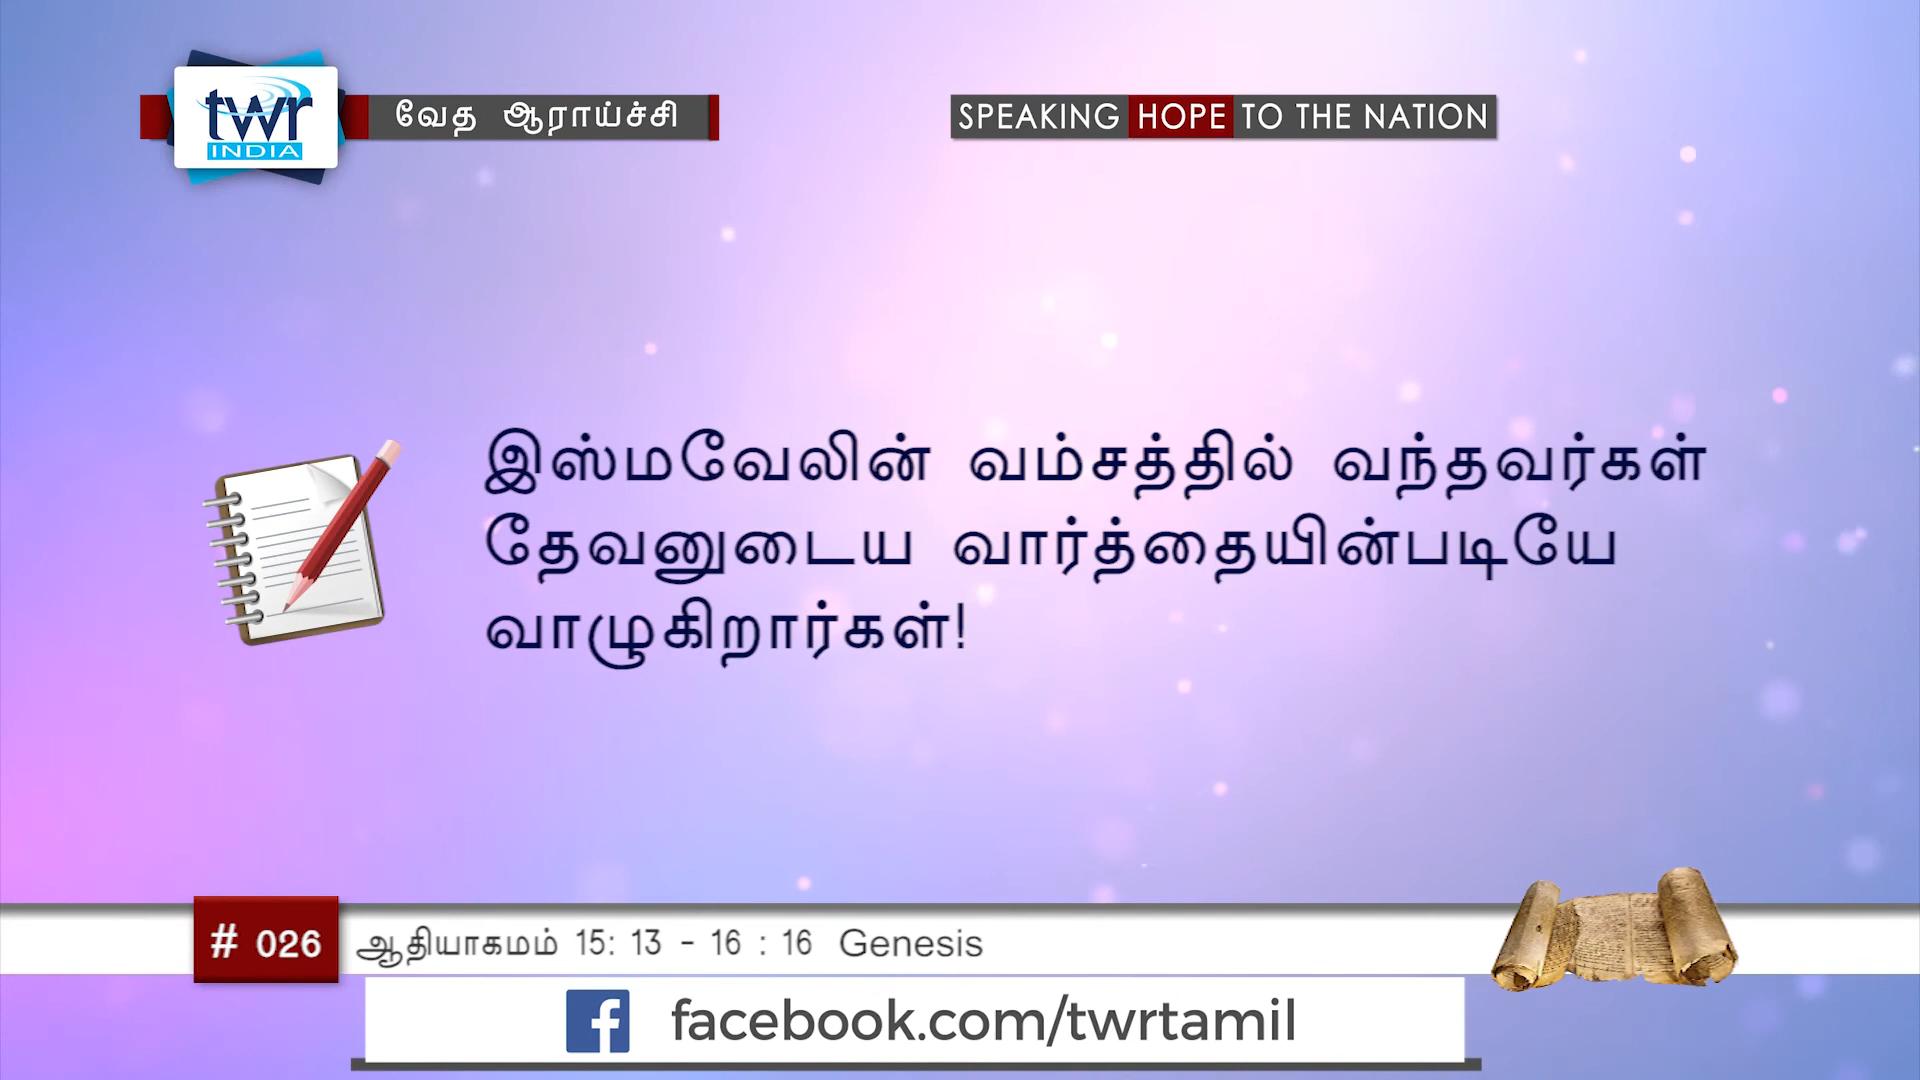 twr
INDIA
வேத ஆராய்ச்சி
SPEAKING HOPE TO THE NATION
இஸ்மவேலின் வம்சத்தில் வந்தவர்கள்
தேவனுடைய வார்த்தையின்படியே
வாழுகிறார்கள்!
# 026 ஆதியாகமம் 15: 13 - 16 : 16 Genesis
facebook.com/twrtamil